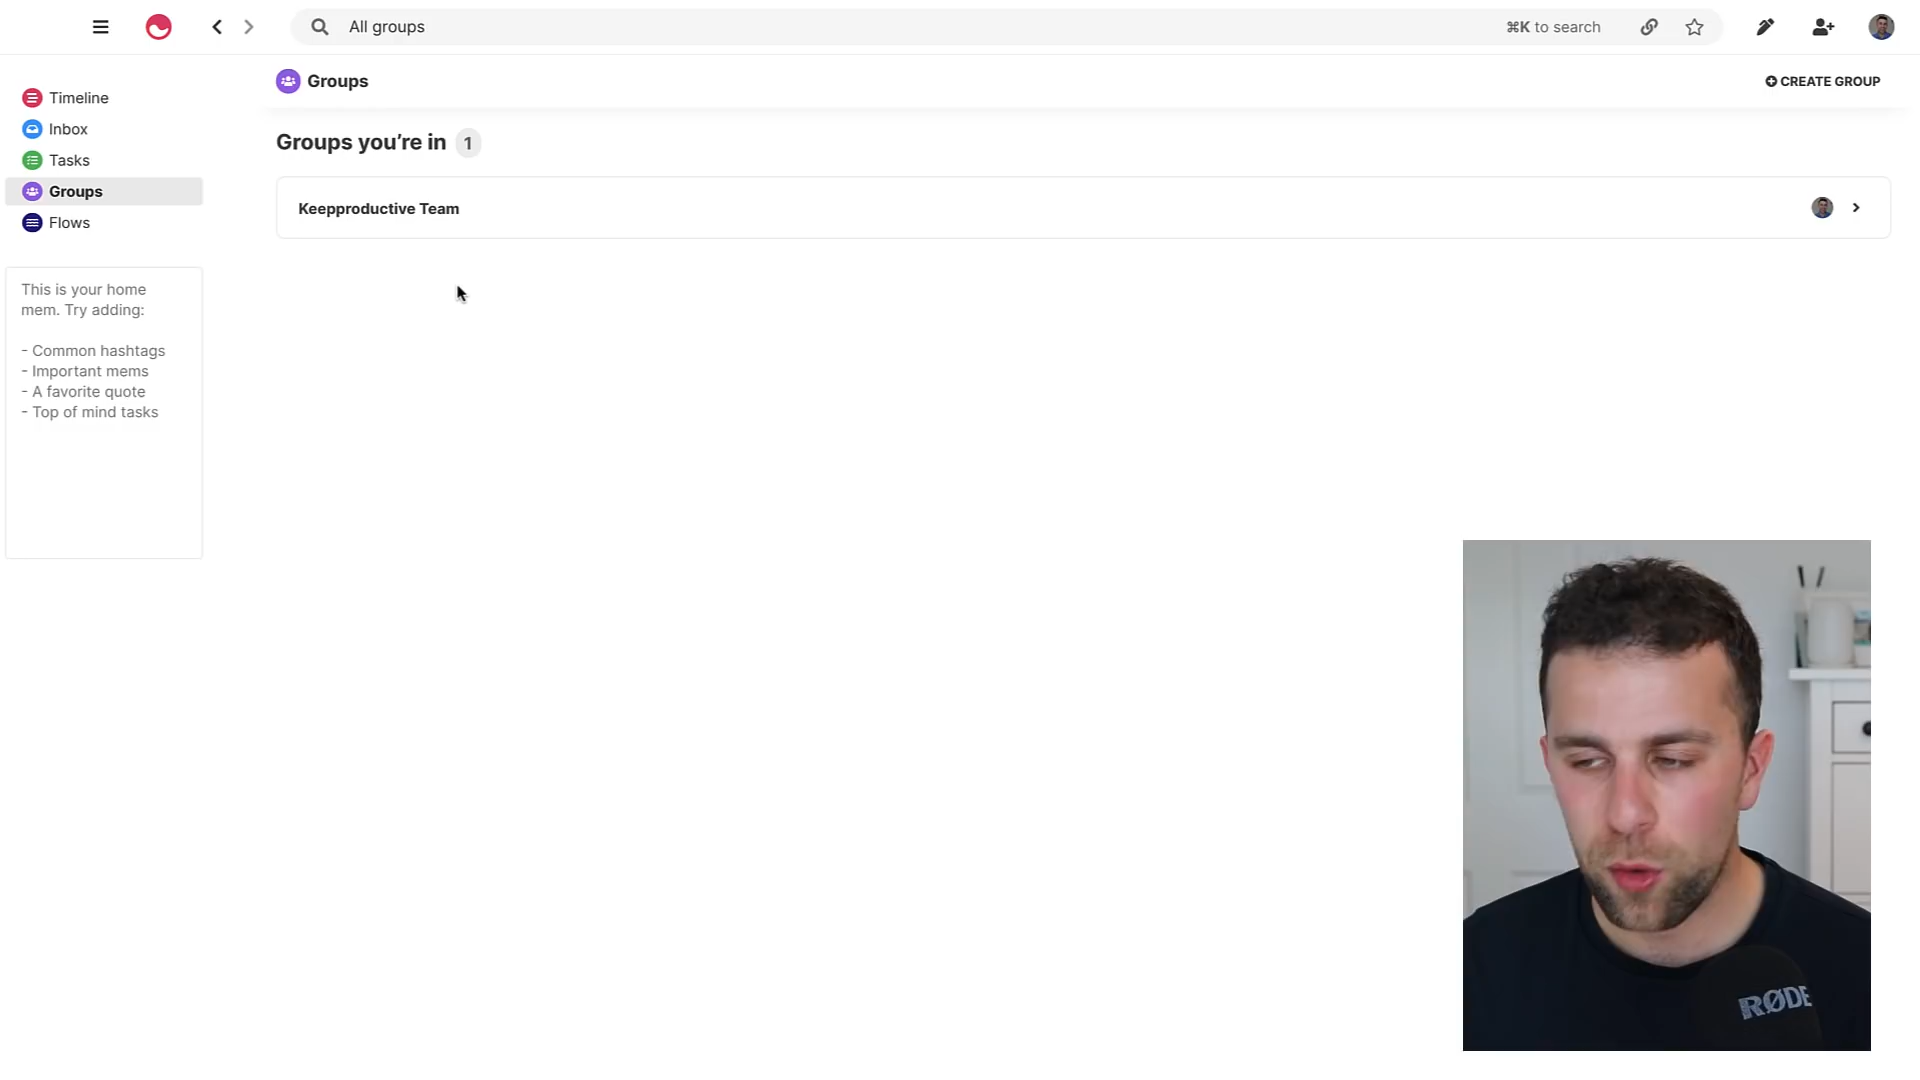 All groups
⌘K to search
Groups
CREATE GROUP
Timeline
Inbox
Tasks
Groups
Flows
Groups you’re in 1
Keepproductive Team
This is your home
mem. Try adding:
- Common hashtags
- Important mems
- A favorite quote
- Top of mind tasks
RØDE